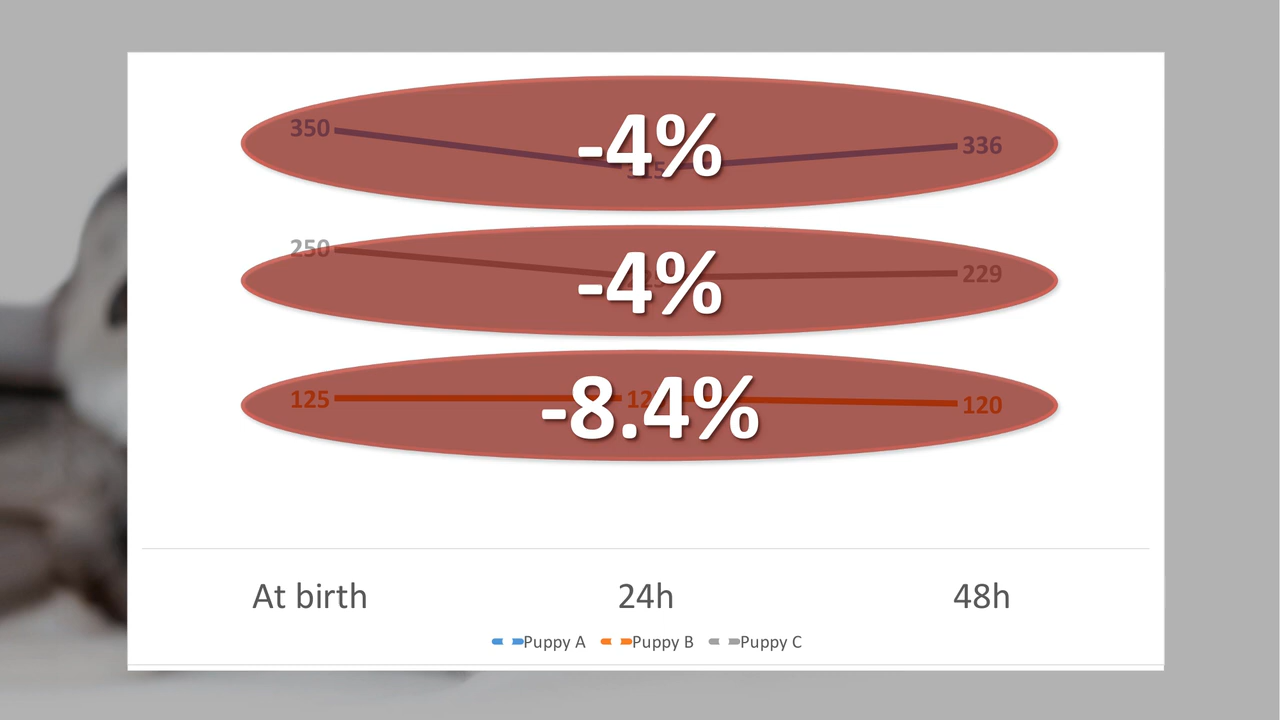 350
-4%
336
250
-4%
229
125
-8.4%
120
At birth
24h
48h
Puppy A
Puppy B
Puppy C